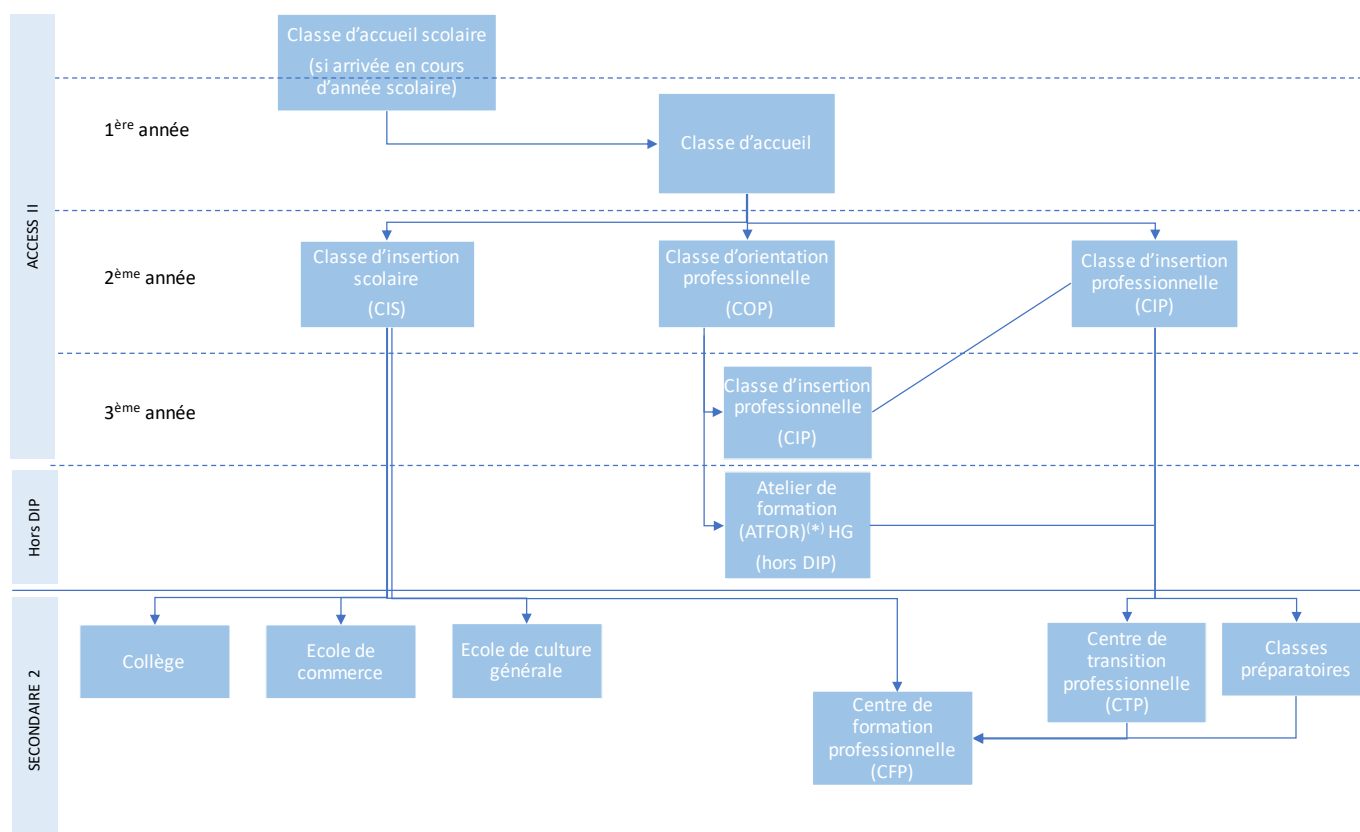 ACCESS II
Classe d'accueil scolaire
(si arrivée en cours
d'année scolaire)
1ère année
Classe d'accueil
2ème année
Classe d'insertion
scolaire
(CIS)
Classe d'orientation
professionnelle
(COP)
Classe d'insertion
professionnelle
(CIP)
3ème année
Classe d'insertion
professionnelle
(CIP)
Hors DIP
Atelier de
formation
(ATFOR)(*) HG
(hors DIP)
SECONDAIRE 2
Collège
Ecole de
commerce
Ecole de culture
générale
Centre de
formation
professionnelle
(CFP)
Centre de
transition
professionnelle
(CTP)
Classes
préparatoires